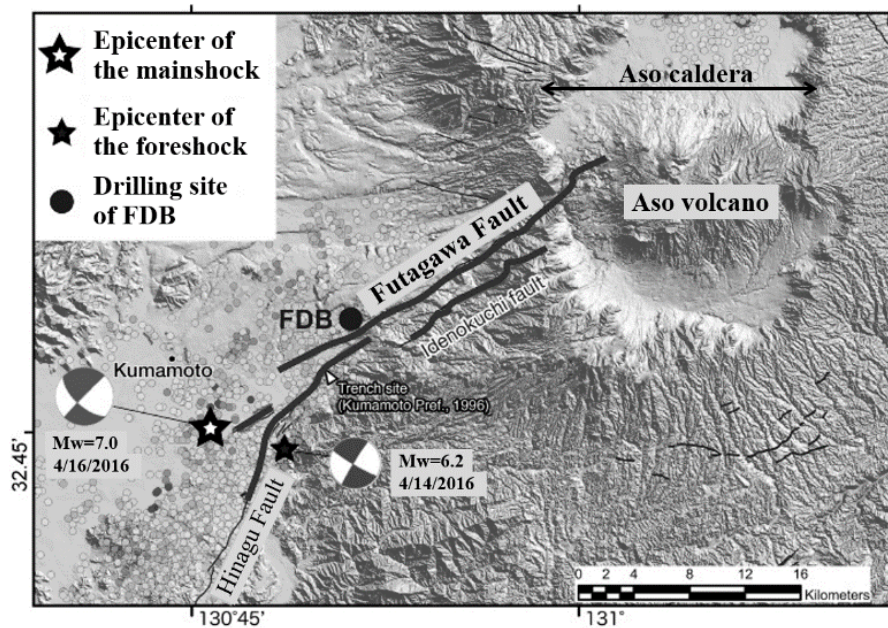 Epicenter of
the mainshock
Epicenter of
the foreshock
Drilling site
of FDB
Aso caldera
Aso volcano
Futagawa Fault
Idenokuchi fault
FDB
Kumamoto
Trench site
(Kumamoto Pref., 1996)
Mw=7.0
4/16/2016
Mw=6.2
4/14/2016
Hinagu Fault
32.45'
130°45'
131°
0 2 4 8 12 16
Kilometers